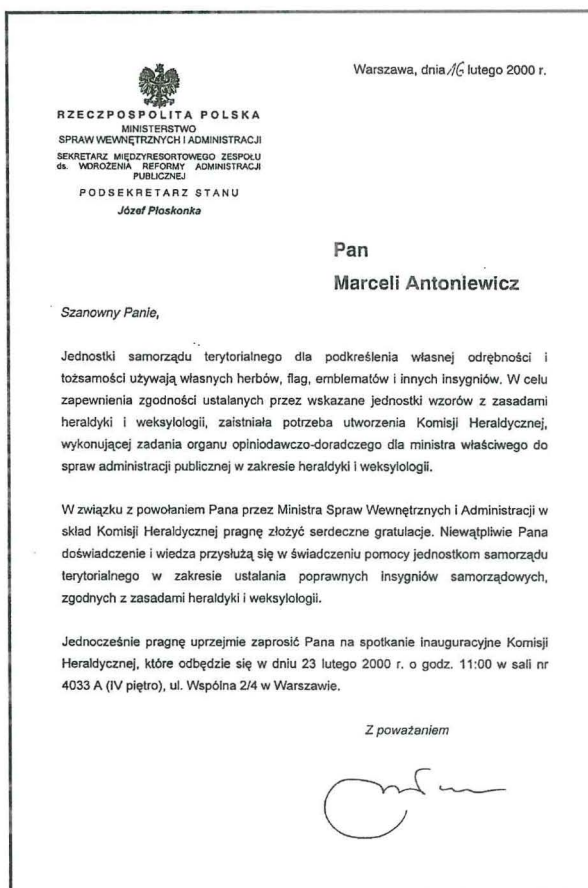 Warszawa, dnia 16 lutego 2000 r.
RZECZPOSPOLITA POLSKA
MINISTERSTWO
SPRAW WEWNĘTRZNYCH I ADMINISTRACJI
SEKRETARZ MIĘDZYRESORTOWEGO ZESPOŁU
ds. WDROŻENIA REFORMY ADMINISTRACJI
PUBLICZNEJ
PODSEKRETARZ STANU
Józef Płoskonka
Pan
Marceli Antoniewicz
Szanowny Panie,
Jednostki samorządu terytorialnego dla podkreślenia własnej odrębności i
tożsamości używają własnych herbów, flag, emblematów i innych insygniów. W celu
zapewnienia zgodności ustalanych przez wskazane jednostki wzorów z zasadami
heraldyki i weksylologii, zaistniała potrzeba utworzenia Komisji Heraldycznej,
wykonującej zadania organu opiniodawczo-doradczego dla ministra właściwego do
spraw administracji publicznej w zakresie heraldyki i weksylologii.
W związku z powołaniem Pana przez Ministra Spraw Wewnętrznych i Administracji w
skład Komisji Heraldycznej pragnę złożyć serdeczne gratulacje. Niewątpliwie Pana
doświadczenie i wiedza przysłużą się w świadczeniu pomocy jednostkom samorządu
terytorialnego w zakresie ustalania poprawnych insygniów samorządowych,
zgodnych z zasadami heraldyki i weksylologii.
Jednocześnie pragnę uprzejmie zaprosić Pana na spotkanie inauguracyjne Komisji
Heraldycznej, które odbędzie się w dniu 23 lutego 2000 r. o godz. 11:00 w sali nr
4033 A (IV piętro), ul. Wspólna 2/4 w Warszawie.
Z poważaniem